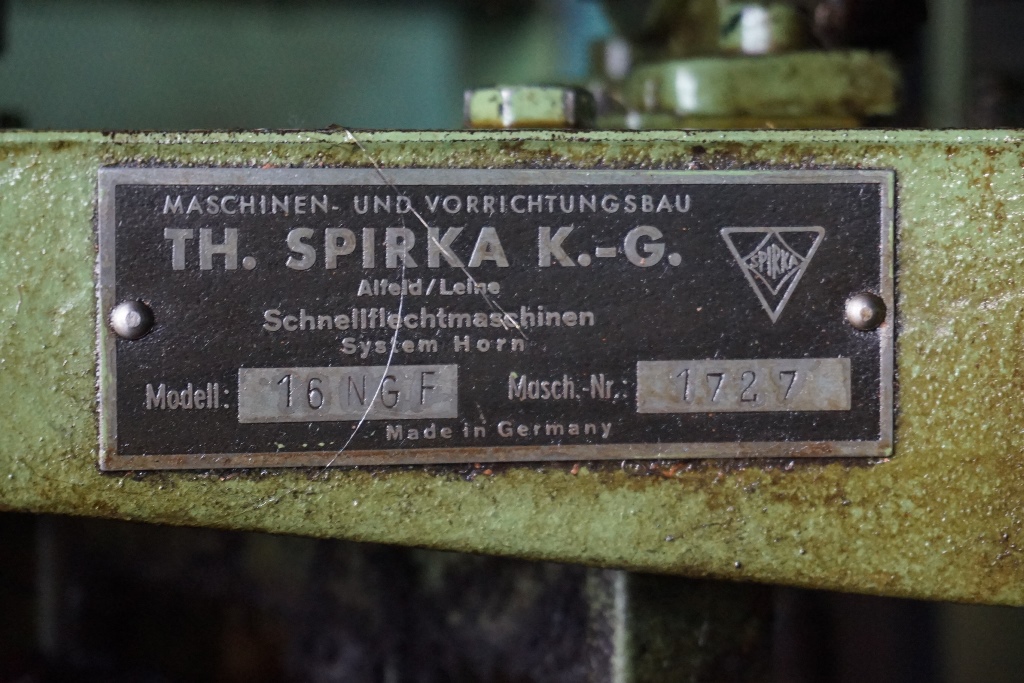 MASCHINEN- UND VORRICHTUNGSBAU
TH. SPIRKA K.-G.
SPIRKA
Alfeld/Leine
Schnellflechtmaschinen
System Horn
Modell: 16 NGF Masch.-Nr.: 1727
Made in Germany